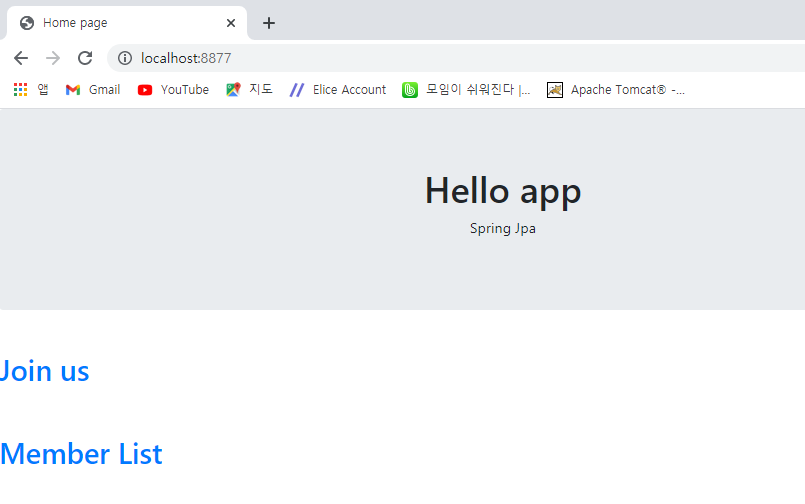 Home page
localhost:8877
앱 Gmail YouTube 지도 Elice Account 모임이 쉬워진다 |... Apache Tomcat® -...
Hello app
Spring Jpa
Join us
Member List